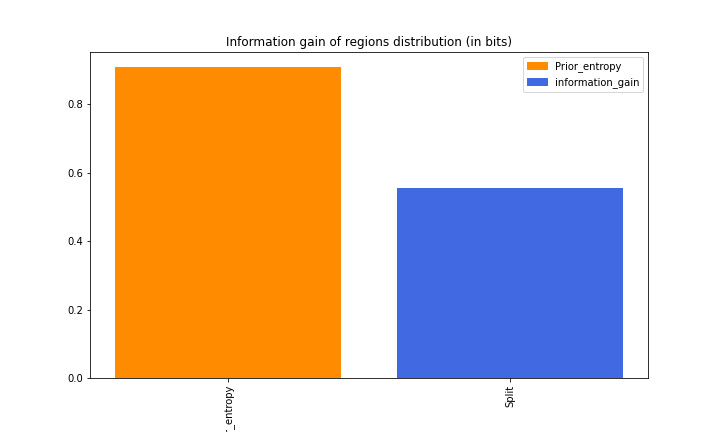 Information gain of regions distribution (in bits)
Prior_entropy
information_gain
0.8
0.6
0.4
0.2
0.0
r_entropy
Split